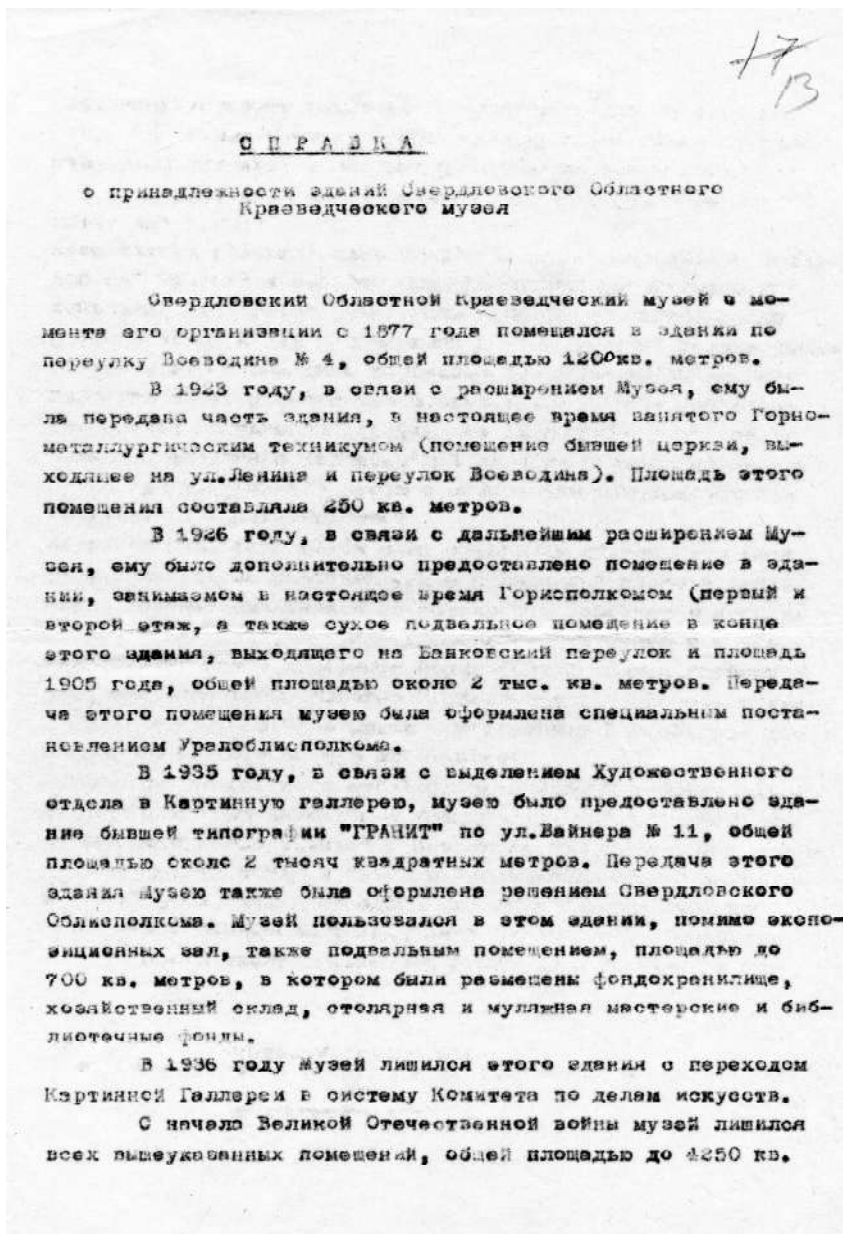 17
13
СПРАВКА
о принадлежности зданий Свердловского Областного
Краеведческого музея
Свердловский Областной Краеведческий музей с мо-
мента его организации с 1877 года помещался в здании по
переулку Воеводина № 4, общей площадью 1200кв. метров.
В 1923 году, в связи с расширением Музея, ему бы-
ла передана часть здания, в настоящее время занятого Горно-
металлургическим техникумом (помещение бывшей церкви, вы-
ходящее на ул.Ленина и переулок Воеводина). Площадь этого
помещения составляла 250 кв. метров.
В 1926 году, в связи с дальнейшим расширением Му-
зея, ему было дополнительно предоставлено помещение в зда-
нии, занимаемом в настоящее время Горисполкомом (первый и
второй этаж, а также сухое подвальное помещение в конце
этого здания, выходящего на Банковский переулок и площадь
1905 года, общей площадью около 2 тыс. кв. метров. Переда-
ча этого помещения музею была оформлена специальным поста-
новлением Уралоблисполкома.
В 1935 году, в связи с выделением Художественного
отдела в Картинную галлерею, музею было предоставлено зда-
ние бывшей типографии "ГРАНИТ" по ул.Вайнера № 11, общей
площадью около 2 тысяч квадратных метров. Передача этого
здания Музею также была оформлена решением Свердловского
Облисполкома. Музей пользовался в этом здании, помимо экспо-
зиционных зал, также подвальным помещением, площадью до
700 кв. метров, в котором были размещены фондохранилище,
хозяйственный склад, столярная и муляжная мастерские и биб-
лиотечные фонды.
В 1936 году Музей лишился этого здания с переходом
Картинной Галлереи в систему Комитета по делам искусств.
С начала Великой Отечественной войны музей лишился
всех вышеуказанных помещений, общей площадью до 4250 кв.